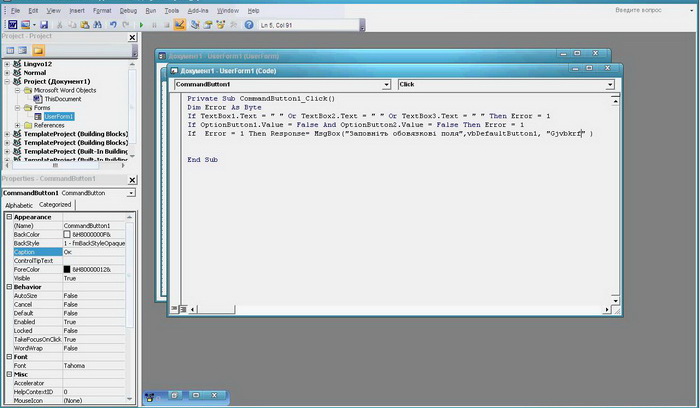 File Edit View Insert Format Debug Run Tools Add-Ins Window Help
Введите вопрос
Ln 5, Col 91
Project - Project
Lingvo12
Normal
Project (Документ1)
Microsoft Word Objects
ThisDocument
Forms
UserForm1
References
TemplateProject (Building Blocks)
TemplateProject (Built-In Building
TemplateProject (Building Blocks)
TemplateProject (Built-In Building
Properties - CommandButton1
CommandButton1 CommandButton
Alphabetic Categorized
Appearance
(Name) CommandButton1
BackColor &H8000000F&
BackStyle 1 - fmBackStyleOpaque
Caption Ок
ControlTipText
ForeColor &H80000012&
Visible True
Behavior
AutoSize False
Cancel False
Default False
Enabled True
Locked False
TakeFocusOnClick True
WordWrap False
Font
Font Tahoma
Misc
Accelerator
HelpContextID 0
MouseIcon (None)
Документ1 - UserForm1 (UserForm)
Документ1 - UserForm1 (Code)
CommandButton1 Click
Private Sub CommandButton1_Click()
Dim Error As Byte
If TextBox1.Text = " " Or TextBox2.Text = " " Or TextBox3.Text = " " Then Error = 1
If OptionButton1.Value = False And OptionButton2.Value = False Then Error = 1
If Error = 1 Then Response= MsgBox("Заповніть обовязкові поля",vbDefaultButton1, "Gjvbkrf" )
End Sub